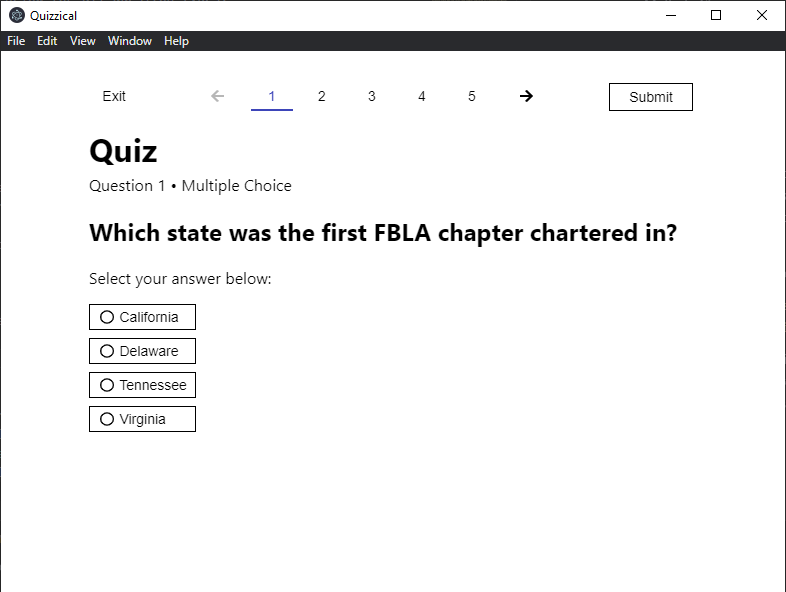 Quizzical
File Edit View Window Help
Exit ← 1 2 3 4 5 → Submit
Quiz
Question 1 • Multiple Choice
Which state was the first FBLA chapter chartered in?
Select your answer below:
California
Delaware
Tennessee
Virginia